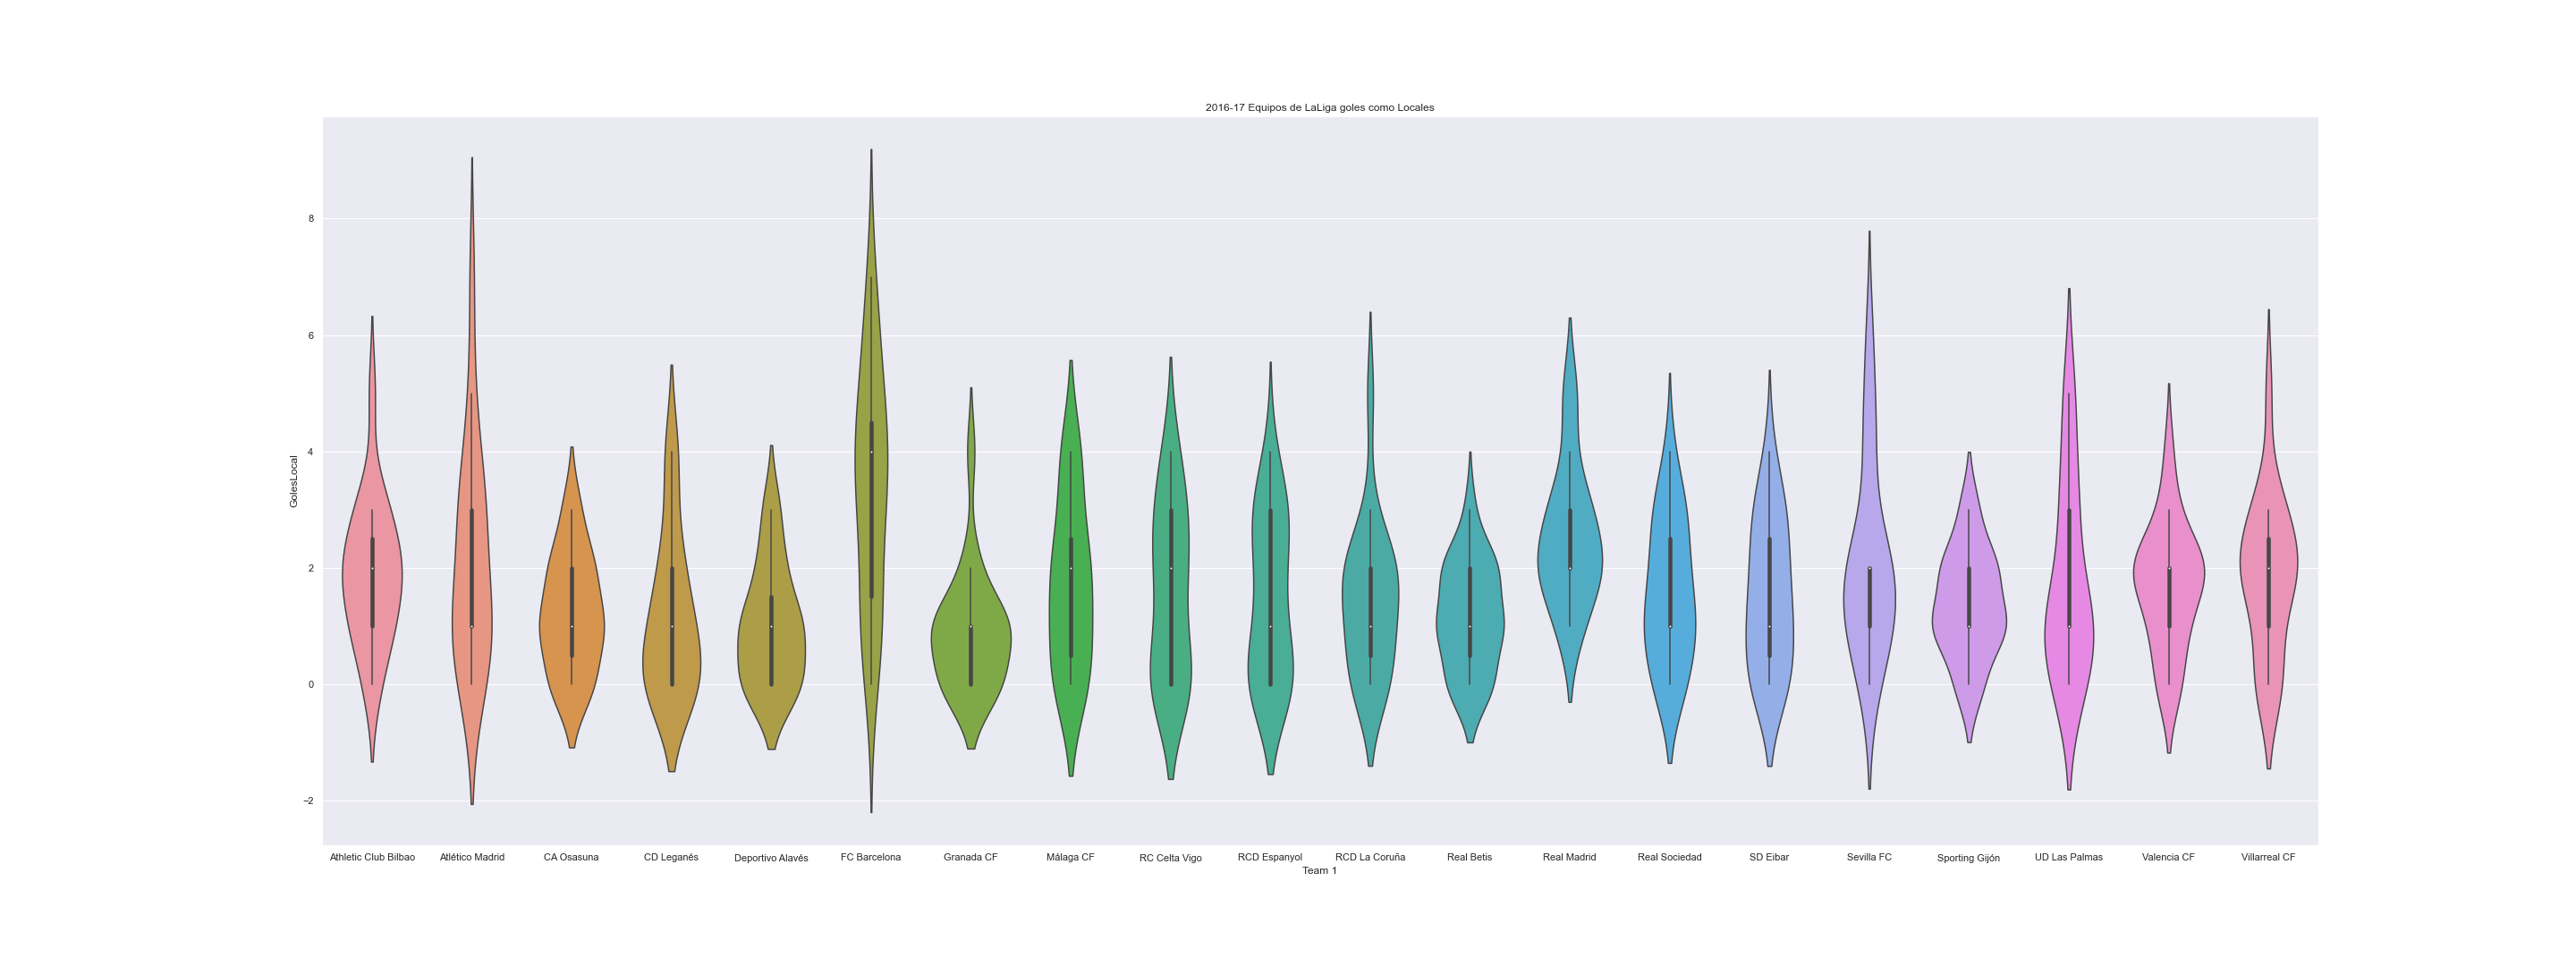 2016-17 Equipos de LaLiga goles como Locales
8
6
4
2
0
−2
GolesLocal
Athletic Club Bilbao Atlético Madrid CA Osasuna CD Leganés Deportivo Alavés FC Barcelona Granada CF Málaga CF RC Celta Vigo RCD Espanyol RCD La Coruña Real Betis Real Madrid Real Sociedad SD Eibar Sevilla FC Sporting Gijón UD Las Palmas Valencia CF Villarreal CF
Team 1